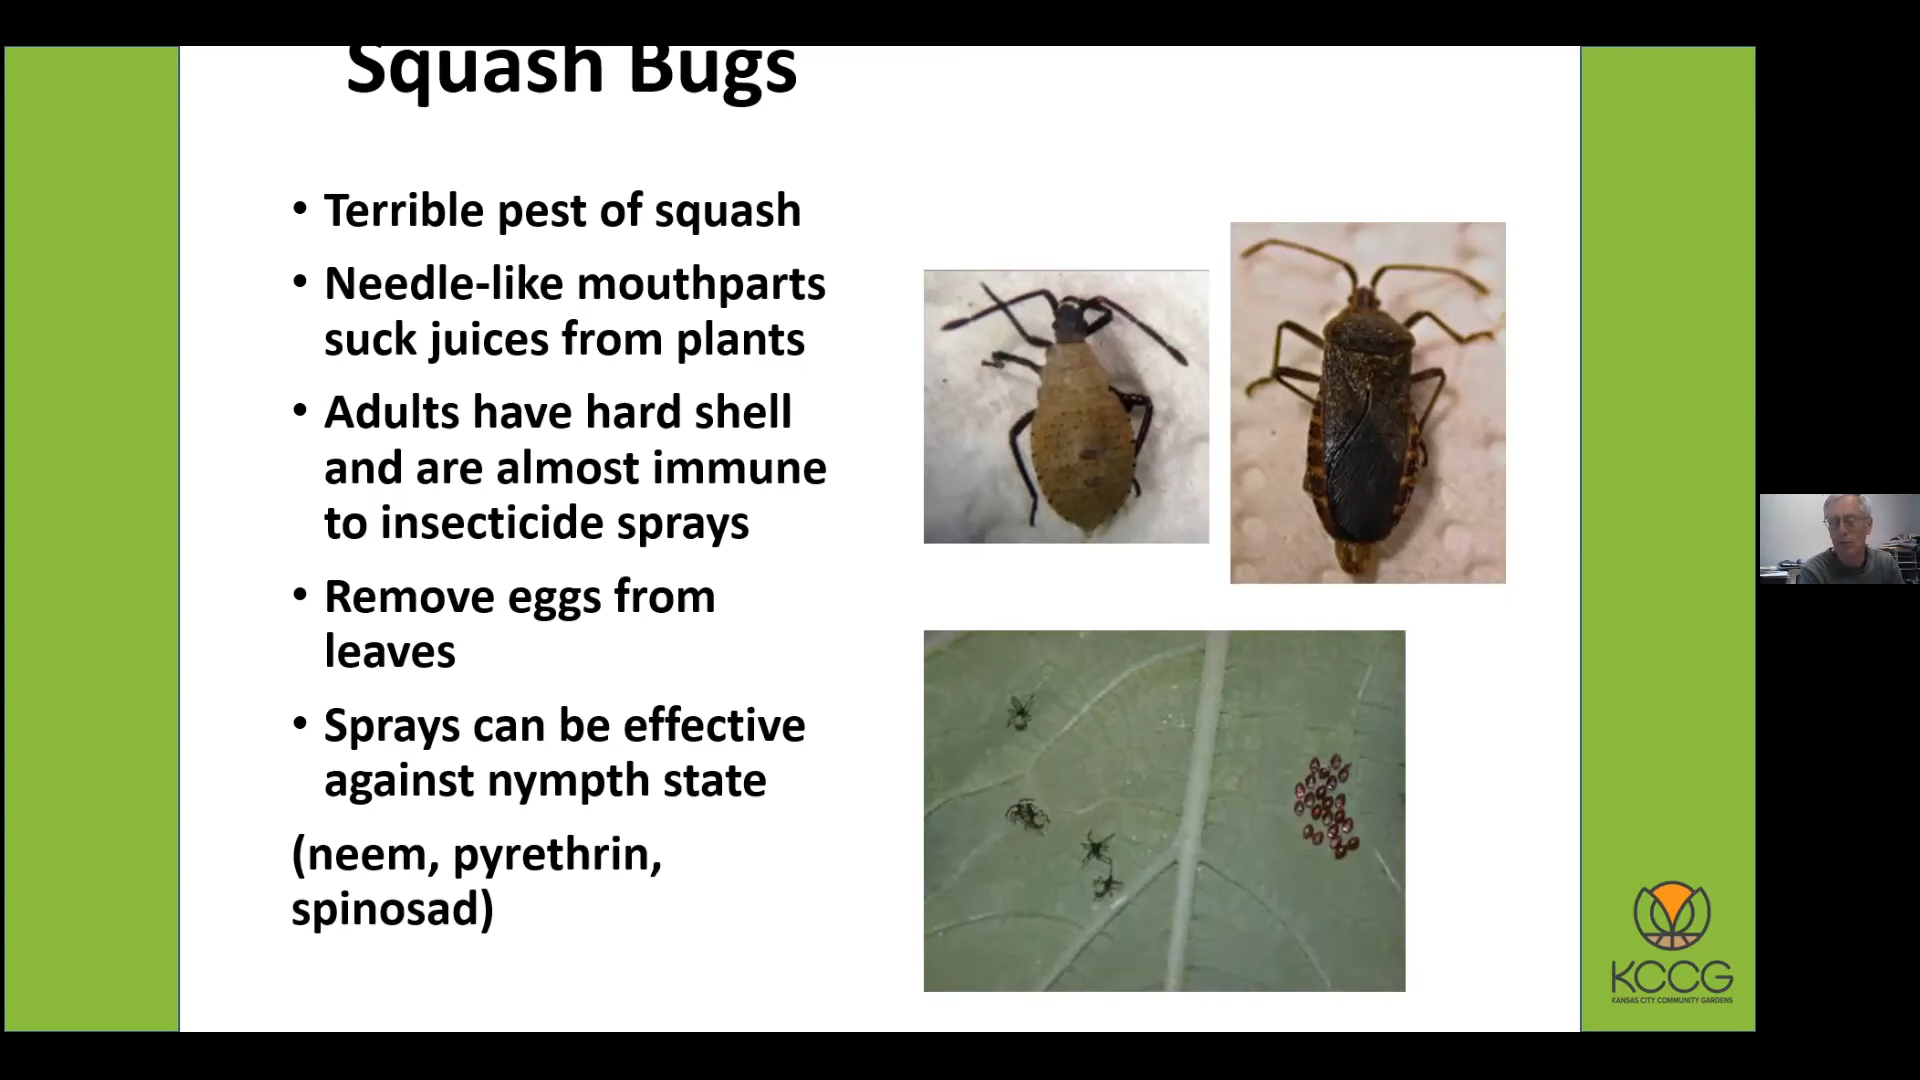 Squash Bugs
• Terrible pest of squash
• Needle-like mouthparts
suck juices from plants
• Adults have hard shell
and are almost immune
to insecticide sprays
• Remove eggs from
leaves
• Sprays can be effective
against nympth state
(neem, pyrethrin,
spinosad)
KCCG
KANSAS CITY COMMUNITY GARDENS